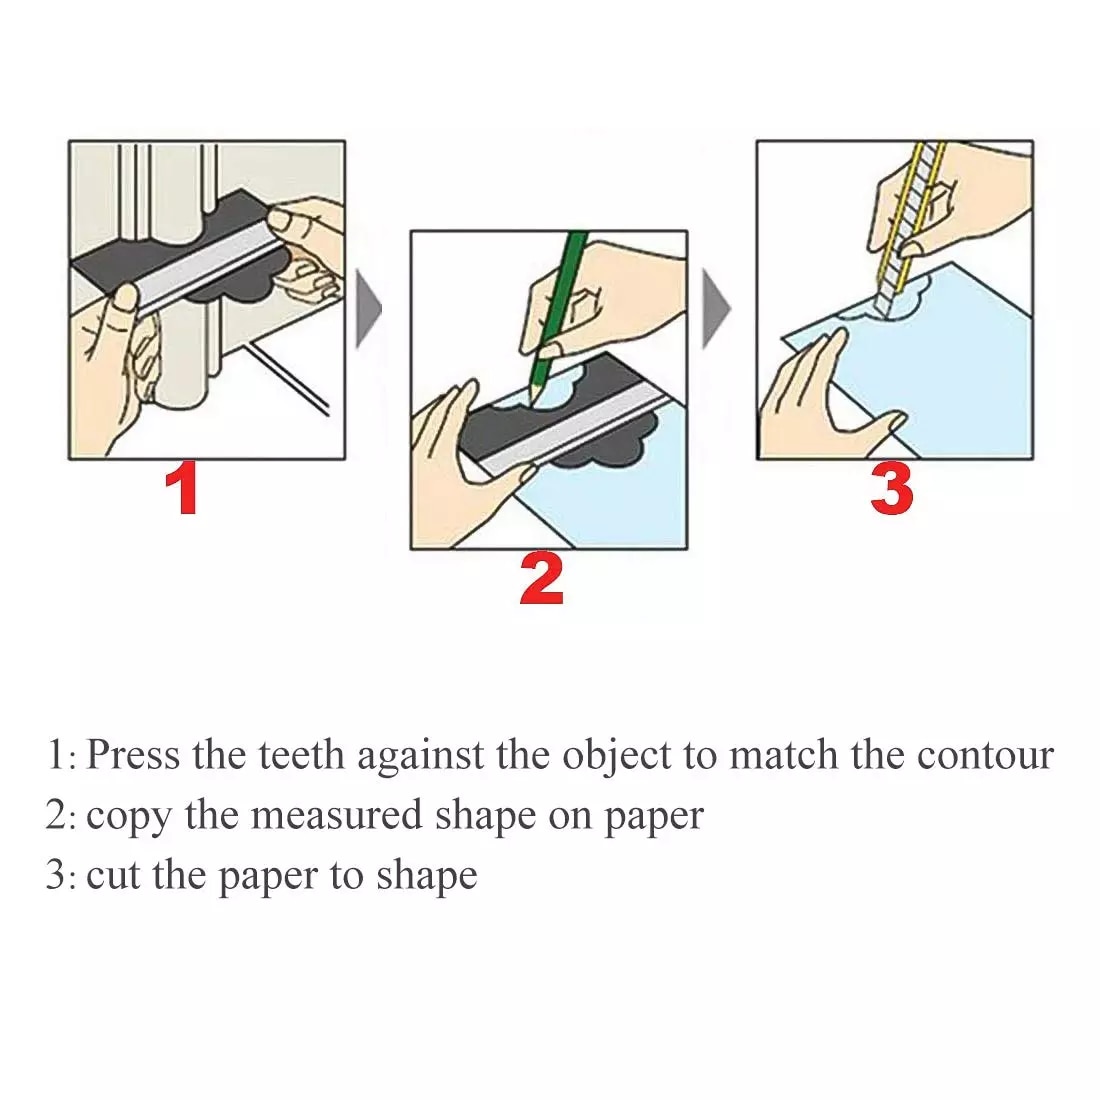 1
2
3
1: Press the teeth against the object to match the contour
2: copy the measured shape on paper
3: cut the paper to shape